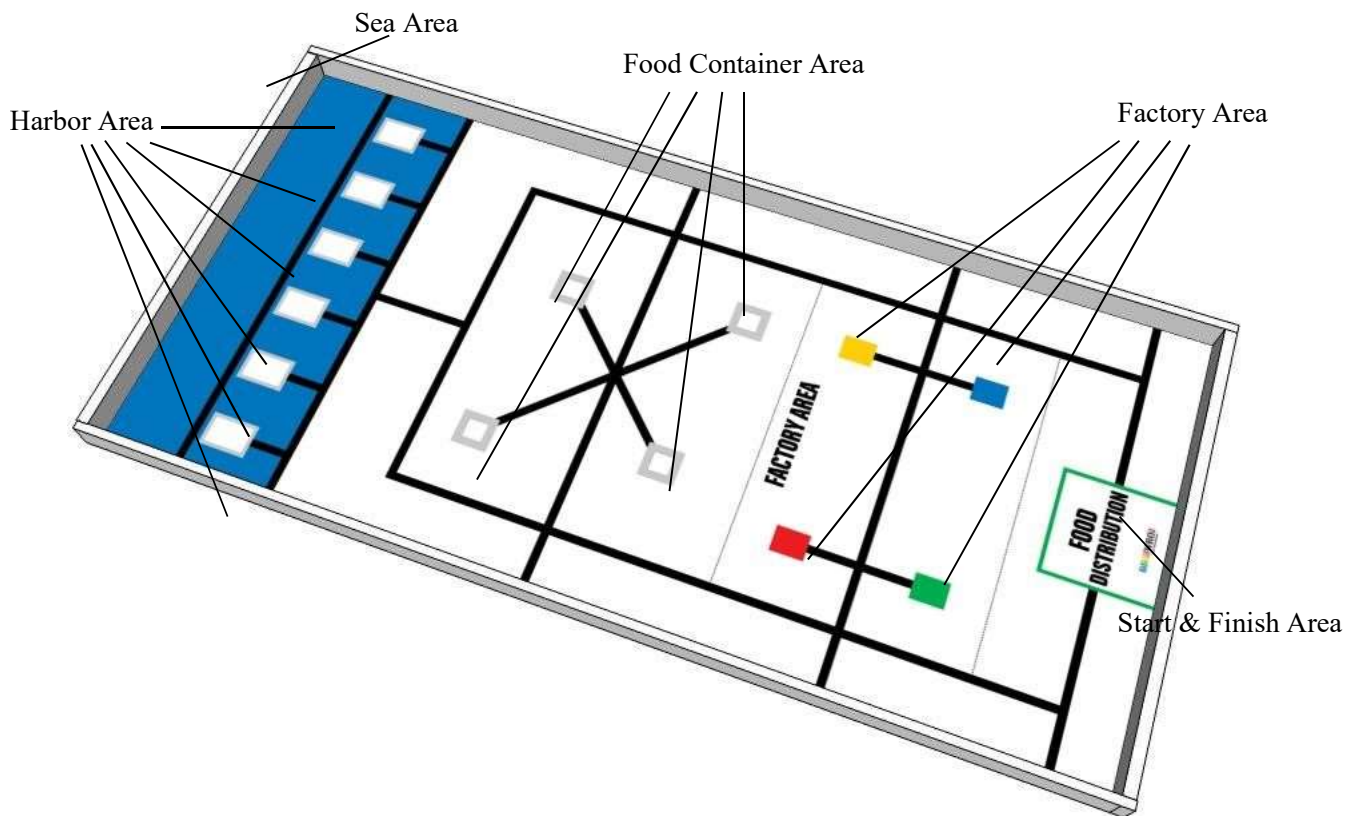 Sea Area
Food Container Area
Factory Area
Harbor Area
FACTORY AREA
FOOD
DISTRIBUTION
Start & Finish Area